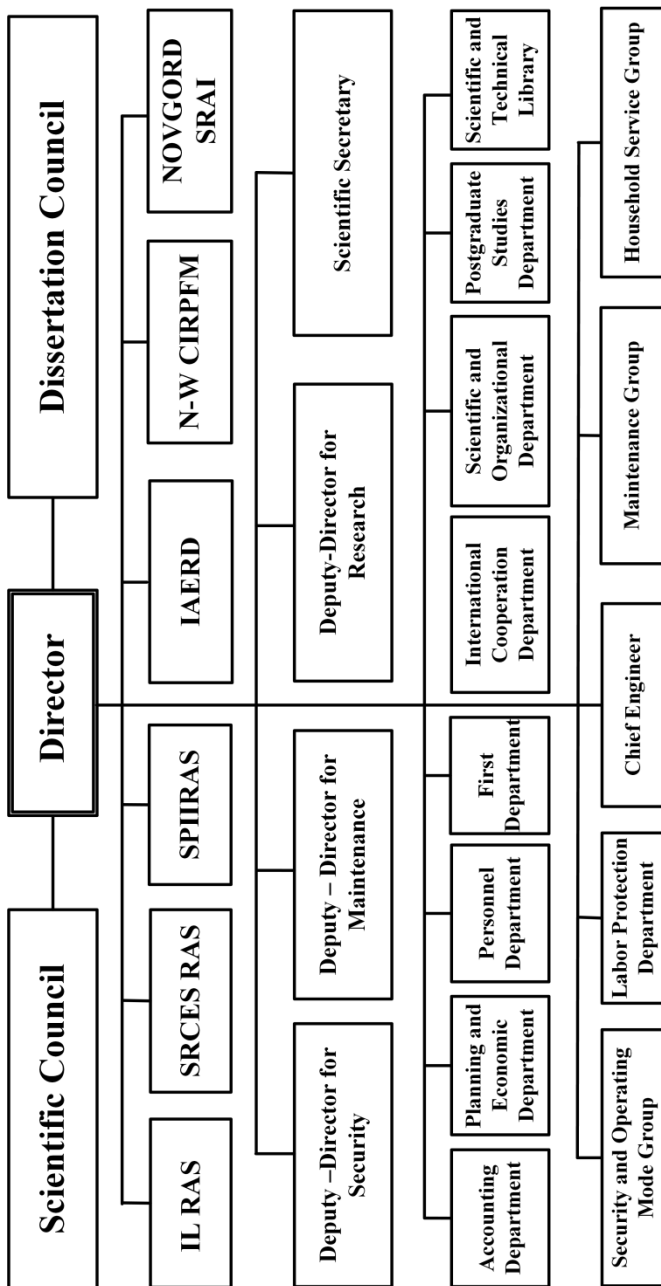 Scientific Council
Director
Dissertation Council
IL RAS
SRCES RAS
SPIIRAS
IAERD
N-W CIRPFM
NOVGORD
SRAI
Deputy –Director for
Security
Deputy – Director for
Maintenance
Deputy-Director for
Research
Scientific Secretary
Accounting
Department
Planning and
Economic
Department
Personnel
Department
First
Department
International
Cooperation
Department
Scientific and
Organizational
Department
Postgraduate
Studies
Department
Scientific and
Technical
Library
Security and Operating
Mode Group
Labor Protection
Department
Chief Engineer
Maintenance Group
Household Service Group